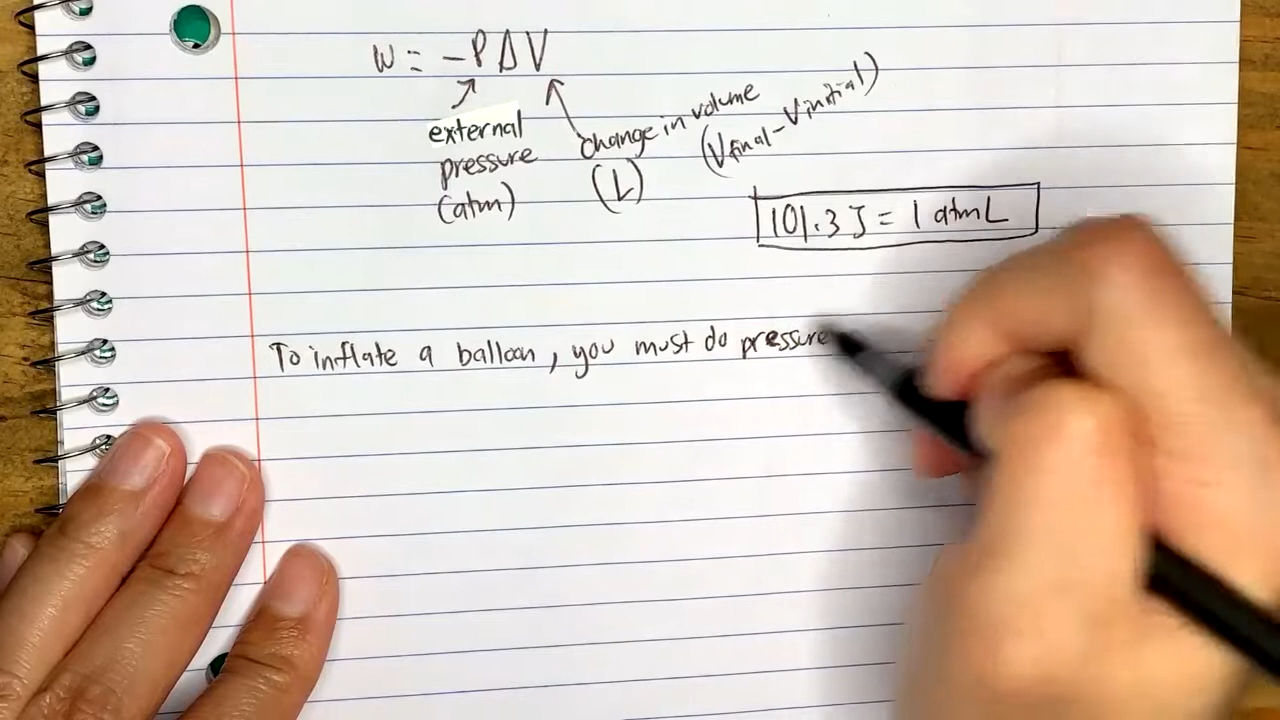 w = -PΔV
external
pressure
(atm)
change in volume
(L)
(Vfinal - Vinitial)
101.3 J = 1 atm L
To inflate a balloon, you must do pressure